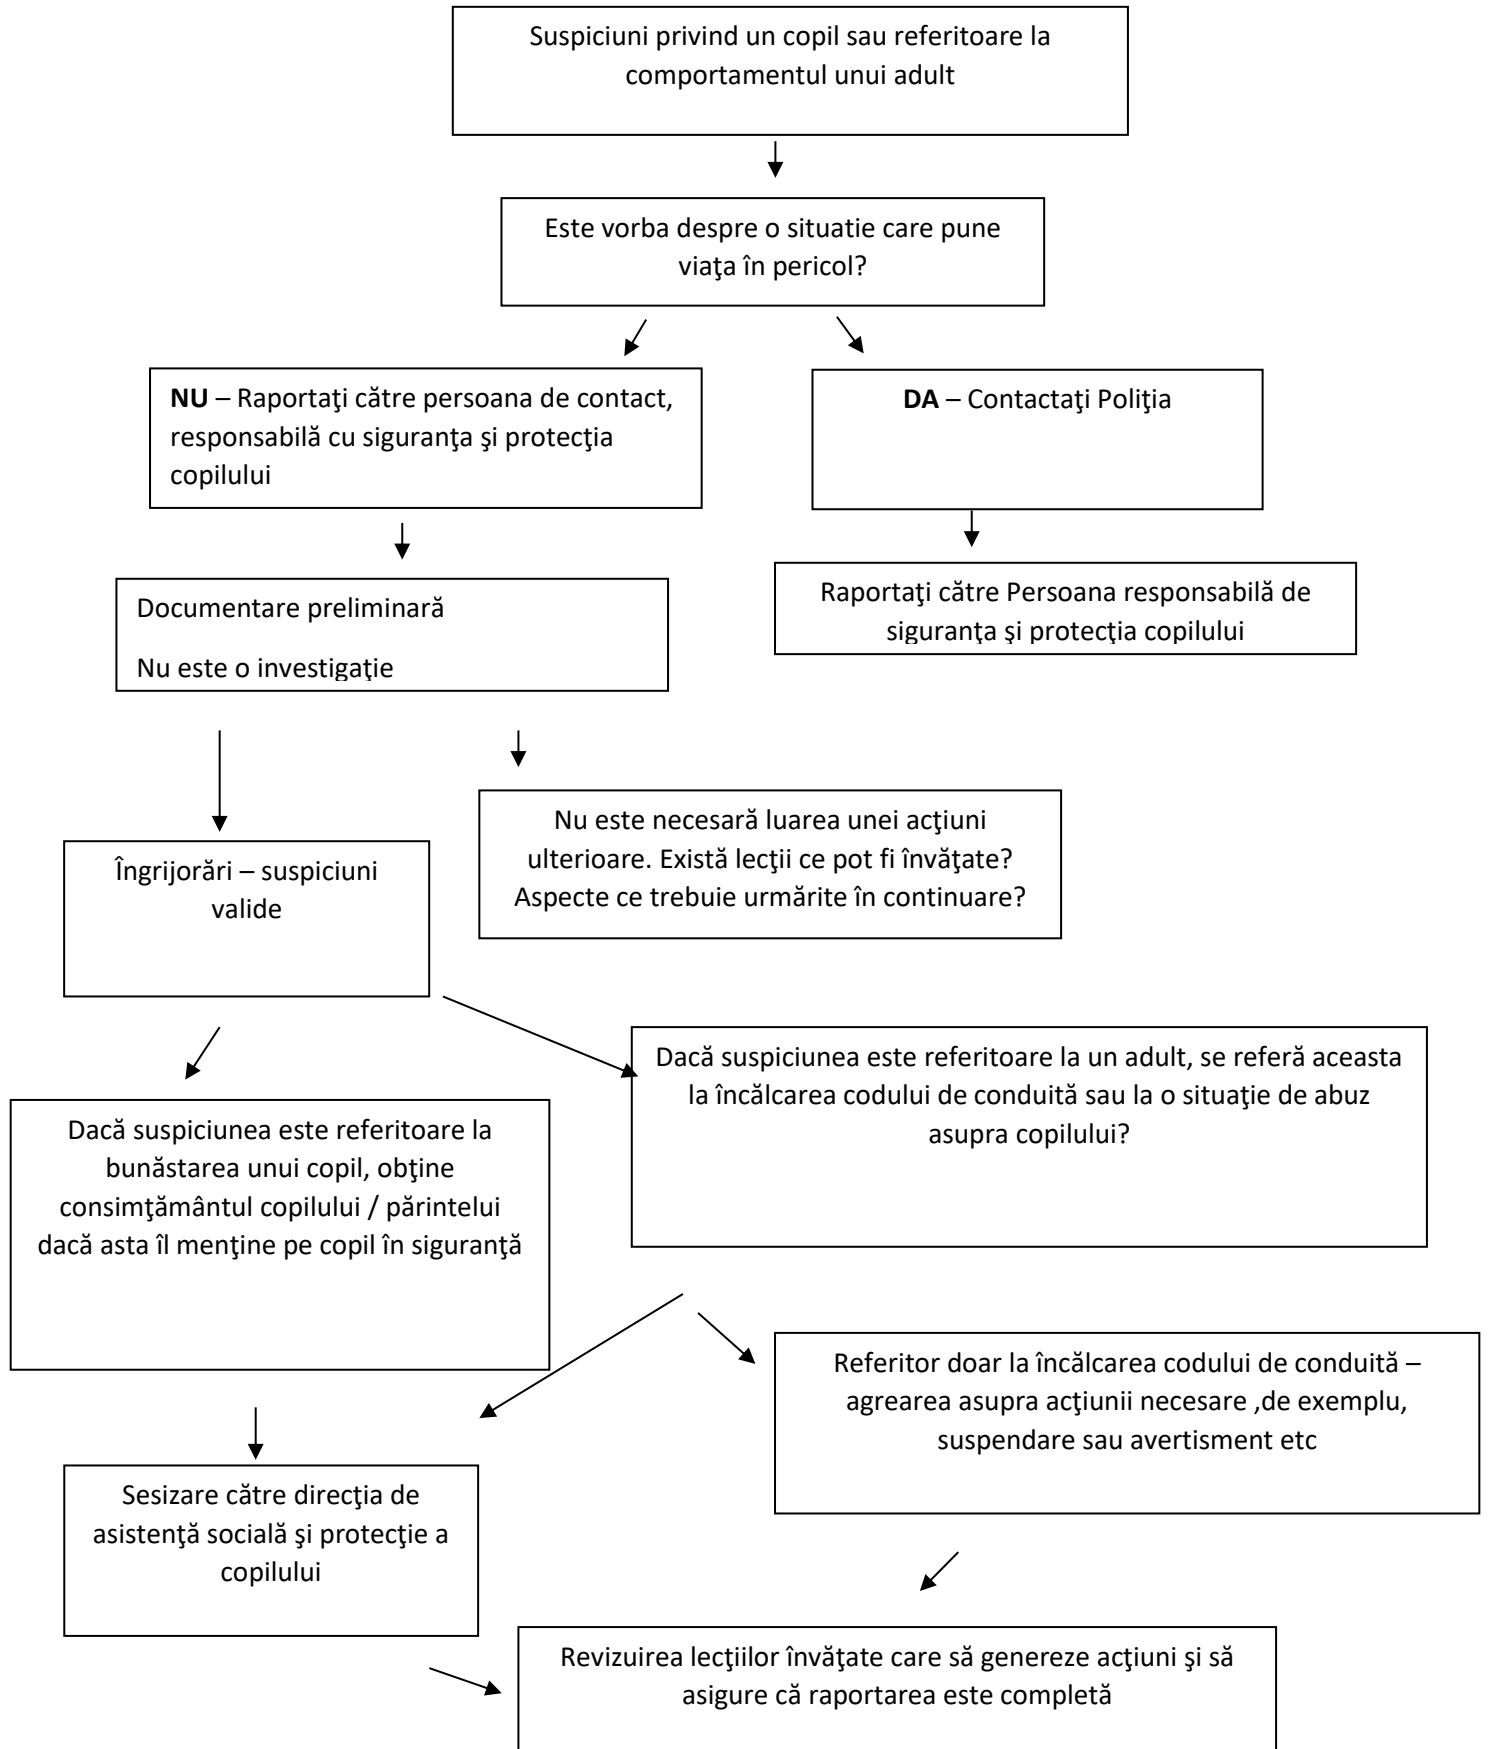 Suspiciuni privind un copil sau referitoare la
comportamentul unui adult
Este vorba despre o situatie care pune
viaţa în pericol?
NU – Raportaţi către persoana de contact,
responsabilă cu siguranţa şi protecţia
copilului
DA – Contactaţi Poliţia
Documentare preliminară
Nu este o investigaţie
Raportaţi către Persoana responsabilă de
siguranţa şi protecţia copilului
Îngrijorări – suspiciuni
valide
Nu este necesară luarea unei acţiuni
ulterioare. Există lecţii ce pot fi învăţate?
Aspecte ce trebuie urmărite în continuare?
Dacă suspiciunea este referitoare la
bunăstarea unui copil, obţine
consimţământul copilului / părintelui
dacă asta îl menţine pe copil în siguranţă
Dacă suspiciunea este referitoare la un adult, se referă aceasta
la încălcarea codului de conduită sau la o situaţie de abuz
asupra copilului?
Referitor doar la încălcarea codului de conduită –
agrearea asupra acţiunii necesare ,de exemplu,
suspendare sau avertisment etc
Sesizare către direcţia de
asistenţă socială şi protecţie a
copilului
Revizuirea lecţiilor învăţate care să genereze acţiuni şi să
asigure că raportarea este completă